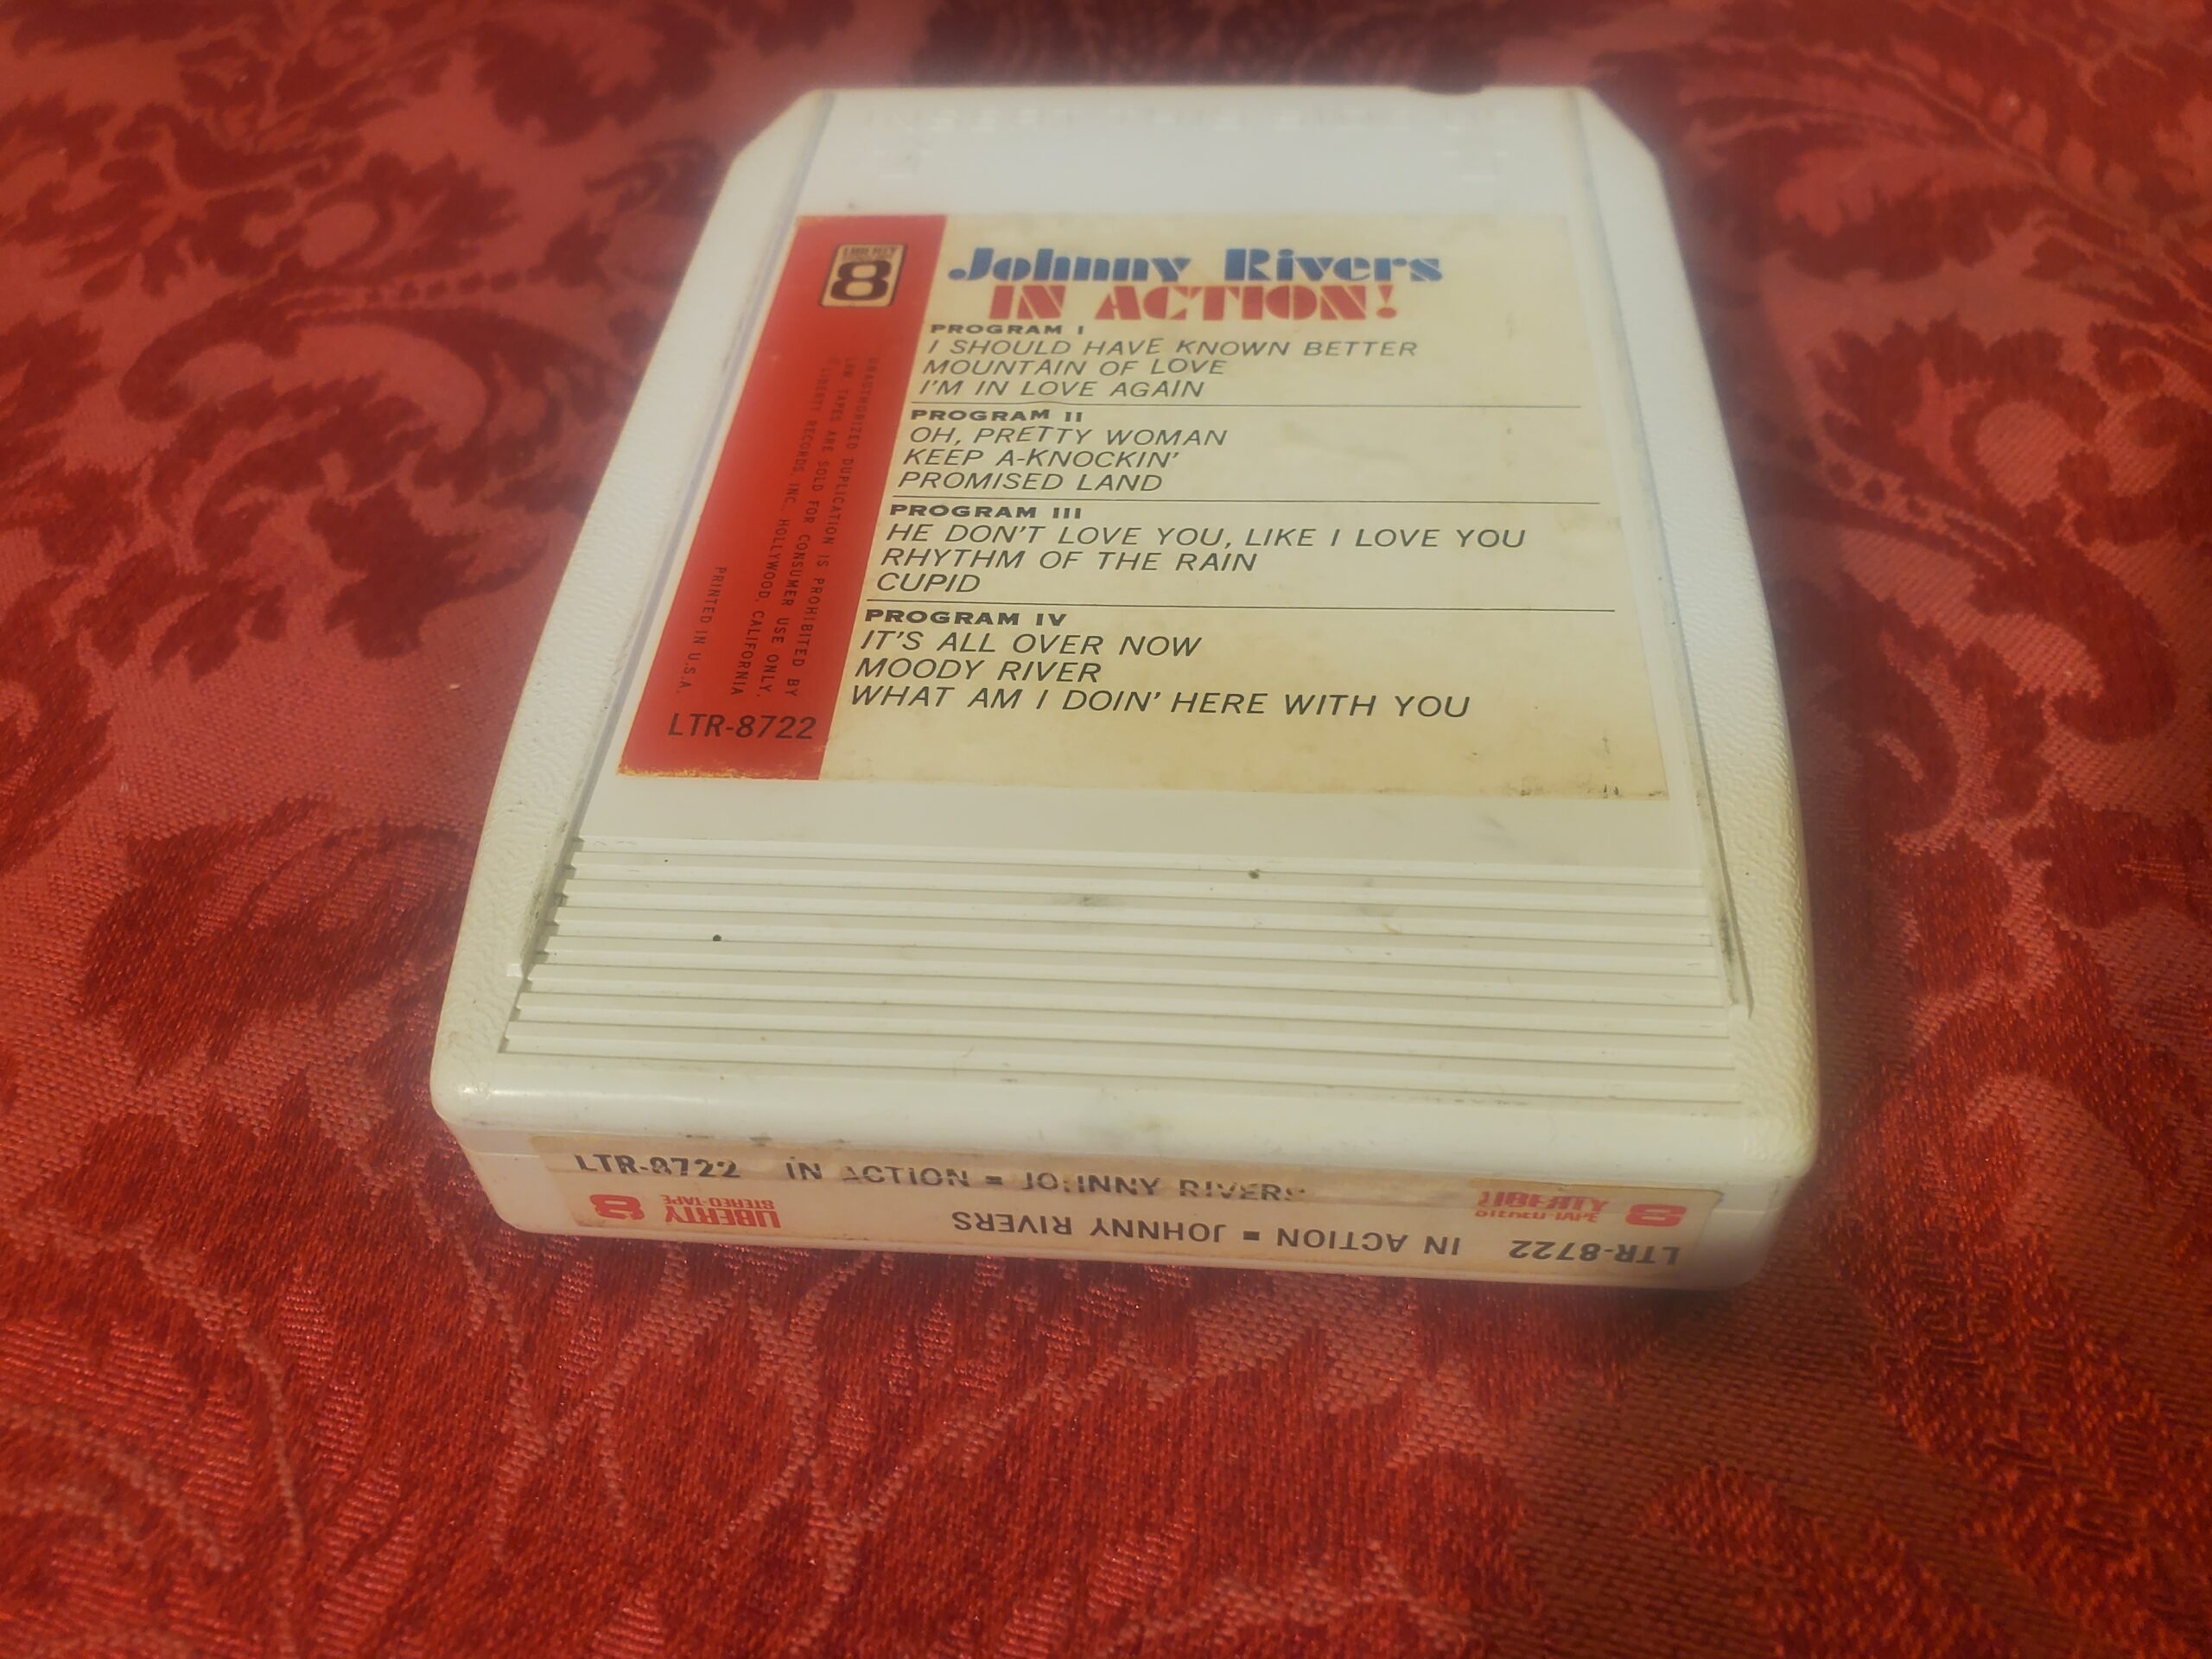 LIBERTY
8
Johnny Rivers
IN ACTION!
PROGRAM I
I SHOULD HAVE KNOWN BETTER
MOUNTAIN OF LOVE
I'M IN LOVE AGAIN
PROGRAM II
OH, PRETTY WOMAN
KEEP A-KNOCKIN'
PROMISED LAND
PROGRAM III
HE DON'T LOVE YOU, LIKE I LOVE YOU
RHYTHM OF THE RAIN
CUPID
PROGRAM IV
IT'S ALL OVER NOW
MOODY RIVER
WHAT AM I DOIN' HERE WITH YOU
UNAUTHORIZED DUPLICATION IS PROHIBITED BY
LAW. TAPES ARE SOLD FOR CONSUMER USE ONLY.
LIBERTY RECORDS, INC. HOLLYWOOD, CALIFORNIA
PRINTED IN U.S.A.
LTR-8722
LTR-8722 IN ACTION = JOHNNY RIVERS
LIBERTY
STEREO-TAPE
8
LTR-8722 IN ACTION = JOHNNY RIVERS
LIBERTY
STEREO-TAPE
8